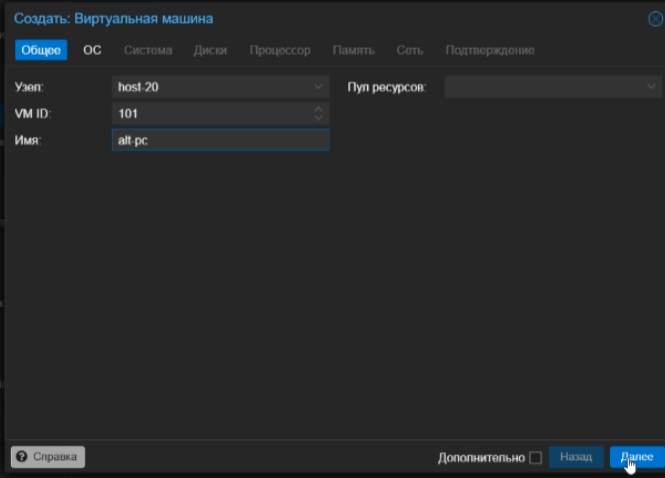 Создать: Виртуальная машина
Общее ОС Система Диски Процессор Память Сеть Подтверждение
Узел: host-20 Пул ресурсов:
VM ID: 101
Имя: alt-pc
Справка Дополнительно Назад Далее